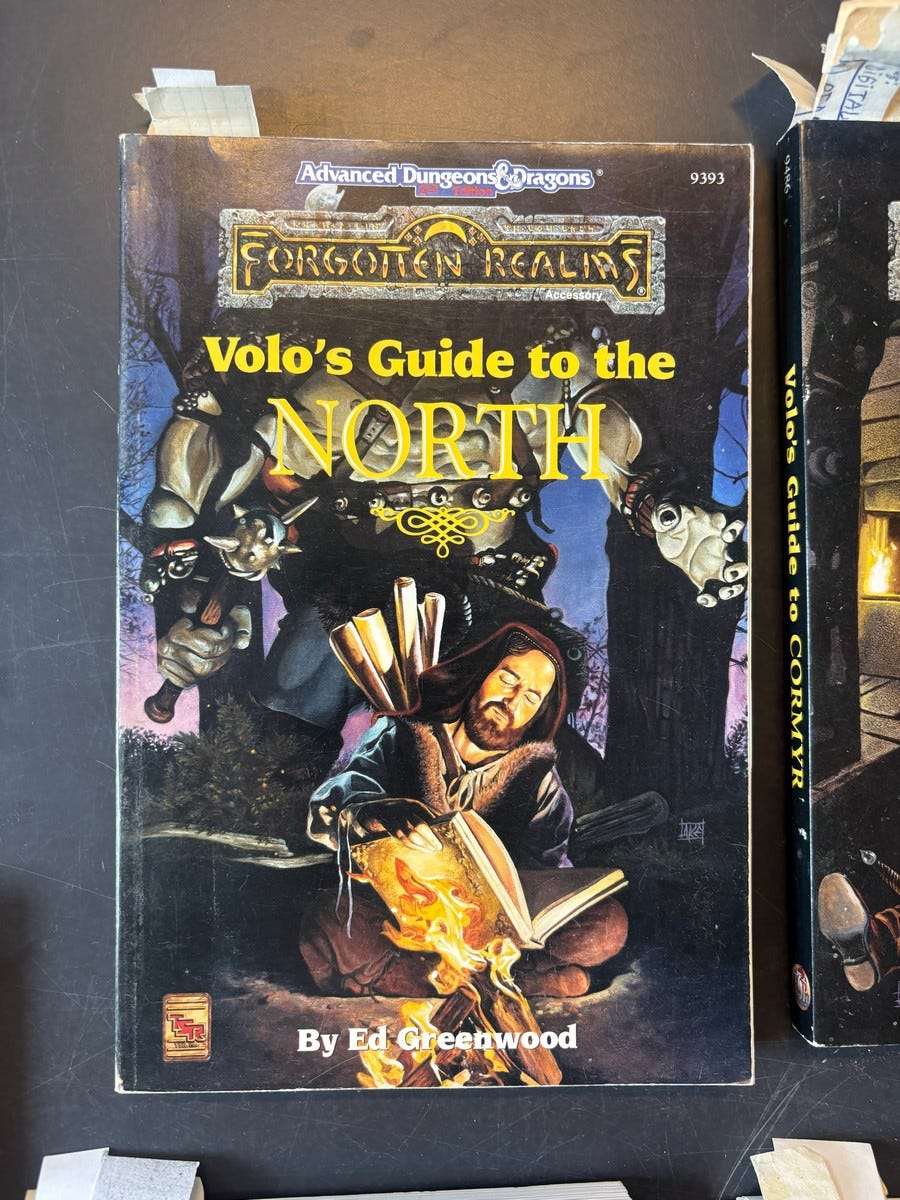 Advanced Dungeons & Dragons®
2nd Edition
9393
FORGOTTEN REALMS®
Accessory
Volo's Guide to the
NORTH
By Ed Greenwood
TSR
9486
Volo's Guide to CORMYR